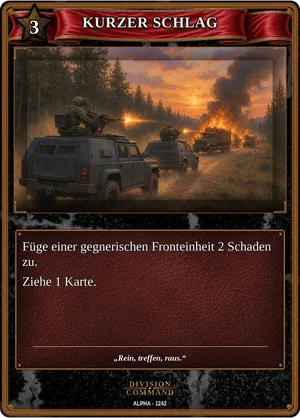 3
KURZER SCHLAG
Füge einer gegnerischen Fronteinheit 2 Schaden
zu.
Ziehe 1 Karte.
„Rein, treffen, raus.“
DIVISION
COMMAND
ALPHA - 1242